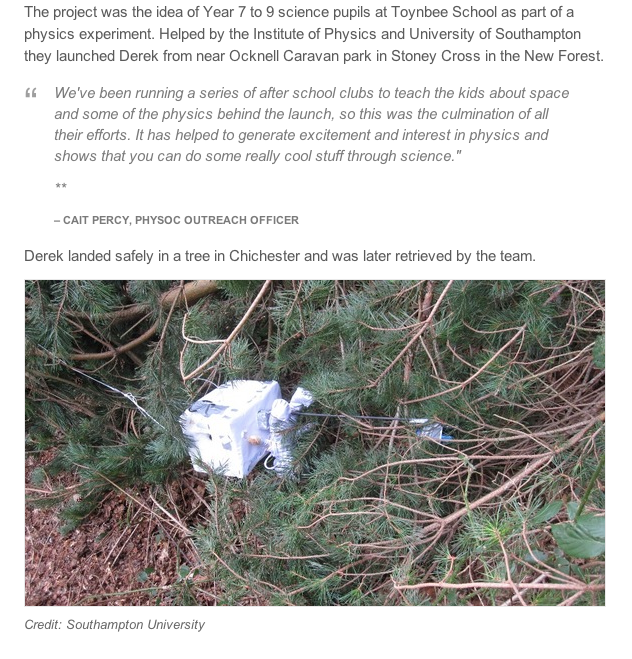 The project was the idea of Year 7 to 9 science pupils at Toynbee School as part of a
physics experiment. Helped by the Institute of Physics and University of Southampton
they launched Derek from near Ocknell Caravan park in Stoney Cross in the New Forest.
“ We've been running a series of after school clubs to teach the kids about space
and some of the physics behind the launch, so this was the culmination of all
their efforts. It has helped to generate excitement and interest in physics and
shows that you can do some really cool stuff through science."
**
– CAIT PERCY, PHYSOC OUTREACH OFFICER
Derek landed safely in a tree in Chichester and was later retrieved by the team.
Credit: Southampton University